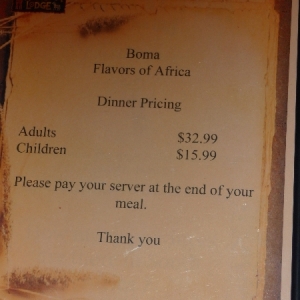 LODGE
Boma
Flavors of Africa
Dinner Pricing
Adults $32.99
Children $15.99
Please pay your server at the end of your
meal.
Thank you